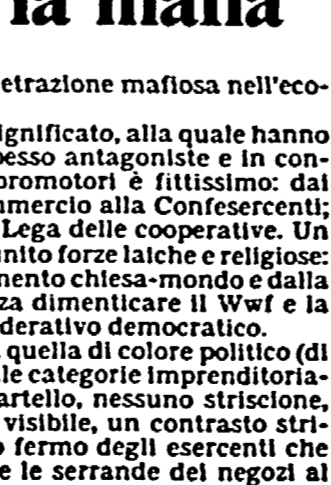 la mafia
etrazione mafiosa nell'eco-
ignificato, alla quale hanno
pesso antagoniste e in con-
promotori è fittissimo: dai
mmercio alla Confesercenti;
Lega delle cooperative. Un
unito forze laiche e religiose:
mento chiesa-mondo e dalla
za dimenticare il Wwf e la
derativo democratico.
quella di colore politico (di
le categorie imprenditoria-
artello, nessuno striscione,
visibile, un contrasto stri-
o fermo degli esercenti che
e le serrande dei negozi al